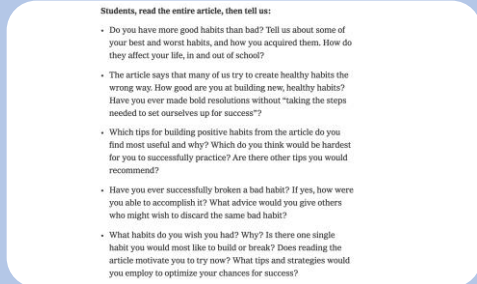 Students, read the entire article, then tell us:
• Do you have more good habits than bad? Tell us about some of
your best and worst habits, and how you acquired them. How do
they affect your life, in and out of school?
• The article says that many of us try to create healthy habits the
wrong way. How good are you at building new, healthy habits?
Have you ever made bold resolutions without “taking the steps
needed to set ourselves up for success”?
• Which tips for building positive habits from the article do you
find most useful and why? Which do you think would be hardest
for you to successfully practice? Are there other tips you would
recommend?
• Have you ever successfully broken a bad habit? If yes, how were
you able to accomplish it? What advice would you give others
who might wish to discard the same bad habit?
• What habits do you wish you had? Why? Is there one single
habit you would most like to build or break? Does reading the
article motivate you to try now? What tips and strategies would
you employ to optimize your chances for success?